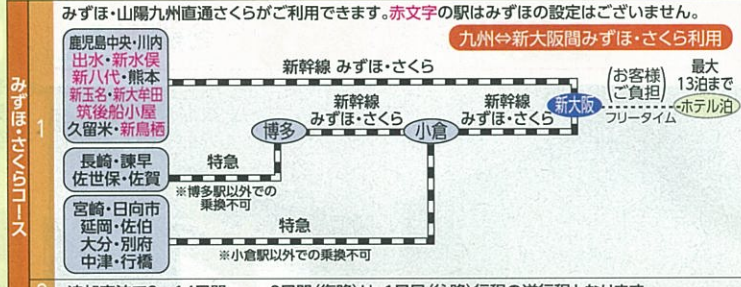 みずほ・山陽九州直通さくらがご利用できます。赤文字の駅はみずほの設定はございません。
九州⇔新大阪間みずほ・さくら利用
みずほ・さくらコース
1
鹿児島中央・川内
出水・新水俣
新八代・熊本
新玉名・新大牟田
筑後船小屋
久留米・新鳥栖
新幹線 みずほ・さくら
博多
新幹線
みずほ・さくら
小倉
新幹線
みずほ・さくら
新大阪
(お客様
ご負担)
フリータイム
最大
13泊まで
ホテル泊
長崎・諫早
佐世保・佐賀
特急
※博多駅以外での
乗換不可
宮崎・日向市
延岡・佐伯
大分・別府
中津・行橋
特急
※小倉駅以外での乗換不可